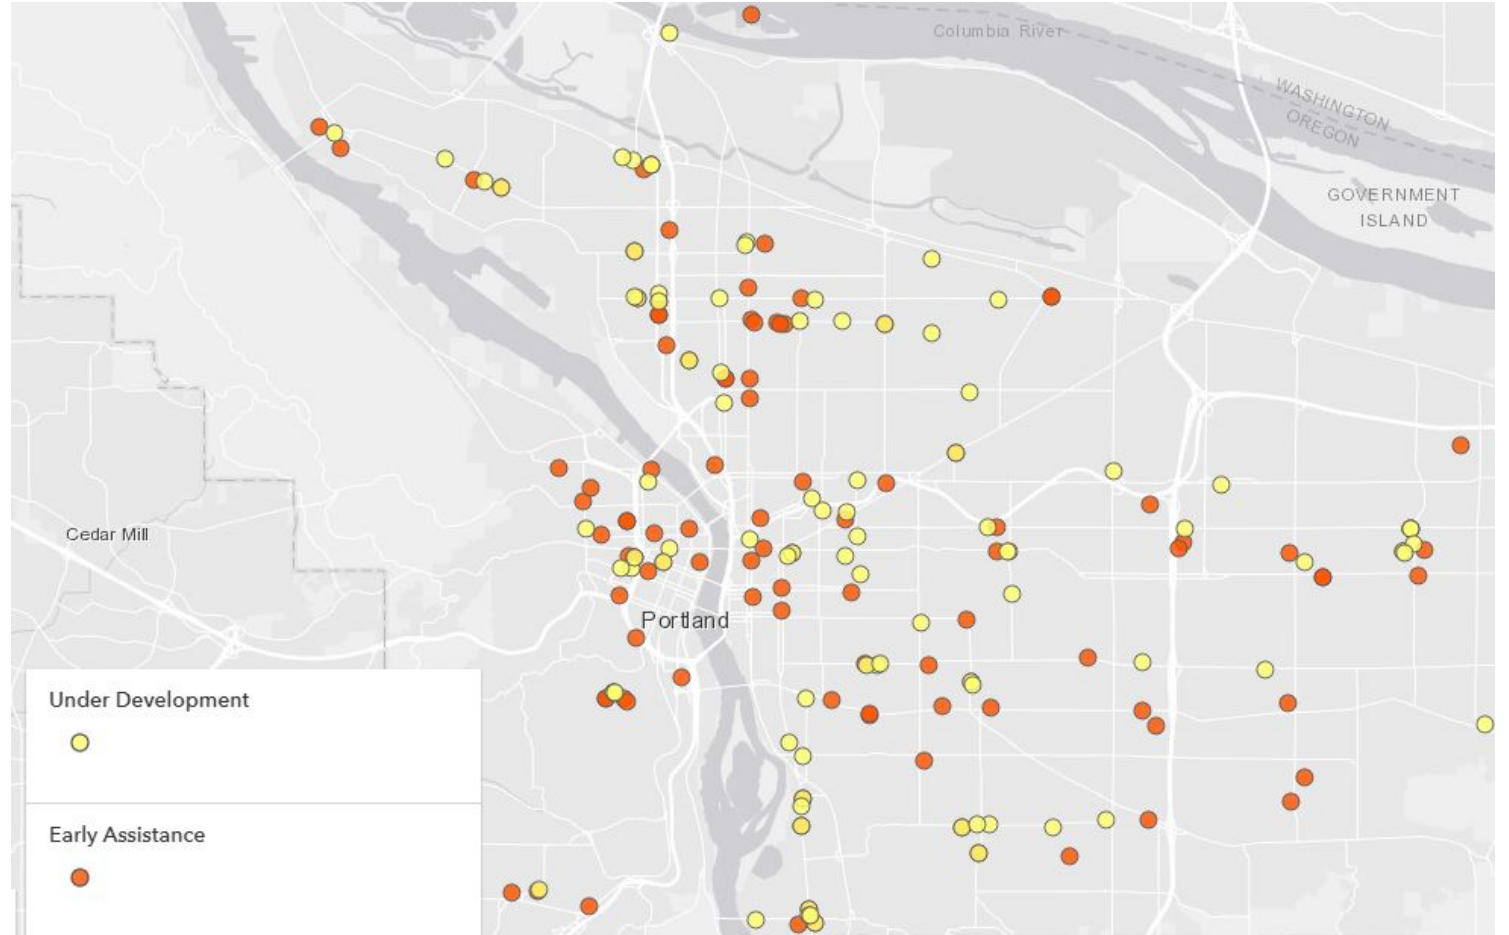 Columbia River
WASHINGTON
OREGON
GOVERNMENT
ISLAND
Cedar Mill
Portland
Under Development
Early Assistance